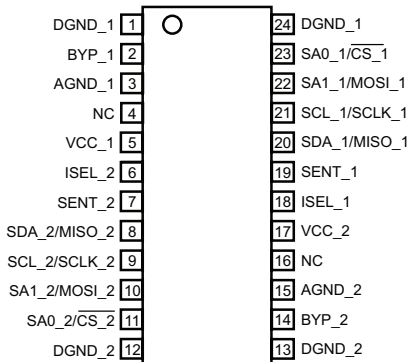 DGND_1 1 24 DGND_1
BYP_1 2 23 SA0_1/CS_1
AGND_1 3 22 SA1_1/MOSI_1
NC 4 21 SCL_1/SCLK_1
VCC_1 5 20 SDA_1/MISO_1
ISEL_2 6 19 SENT_1
SENT_2 7 18 ISEL_1
SDA_2/MISO_2 8 17 VCC_2
SCL_2/SCLK_2 9 16 NC
SA1_2/MOSI_2 10 15 AGND_2
SA0_2/CS_2 11 14 BYP_2
DGND_2 12 13 DGND_2